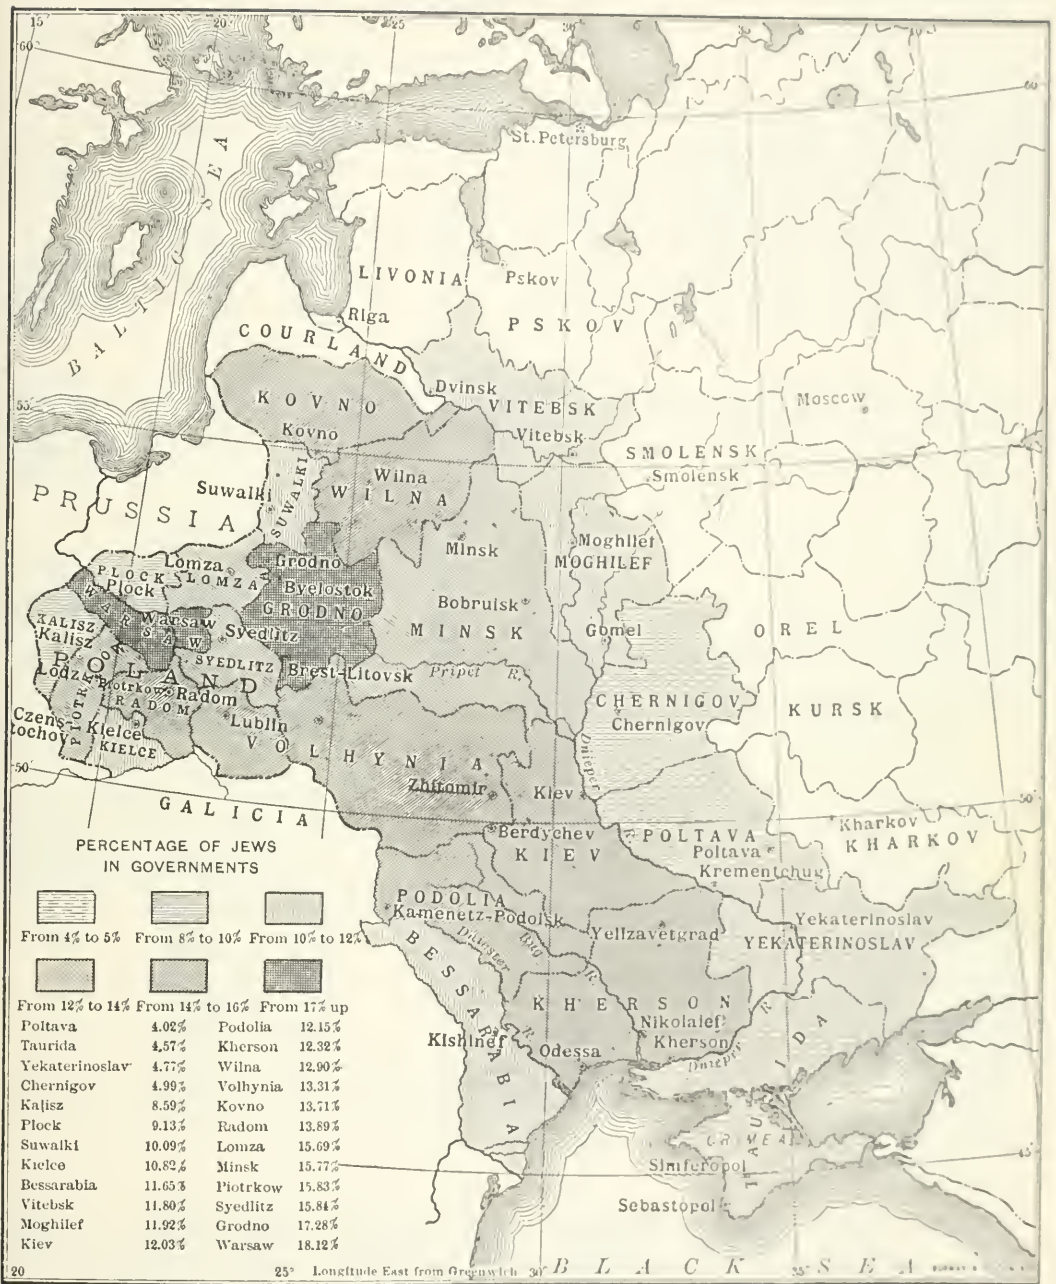 15°
20°
25
30
35
60°
60
St. Petersburg
BALTIC SEA
LIVONIA
Pskov
PSKOV
Riga
COURLAND
Dvinsk
KOVNO
VITEBSK
Moscow
55°
Kovno
Vitebsk
SMOLENSK
Smolensk
PRUSSIA
Suwalki
SUWALKI
Wilna
WILNA
Minsk
Moghilef
MOGHILEF
PLOCK
Plock
Lomza
LOMZA
Grodno
Byelostok
GRODNO
Bobruisk
MINSK
WARSAW
Warsaw
KALISZ
Kalisz
Syedlitz
SYEDLITZ
Gomel
OREL
POLAND
Lodz
PIOTRKOW
Piotrkow
Radom
RADOM
Brest-Litovsk
Pripet R.
CHERNIGOV
Chernigov
KURSK
Czenstochov
Kielce
KIELCE
Lublin
VOLHYNIA
Dnieper
Zhitomir
Kiev
50°
50°
GALICIA
Berdychev
KIEV
POLTAVA
Poltava
Krementchug
Kharkov
KHARKOV
PERCENTAGE OF JEWS
IN GOVERNMENTS
From 4% to 5% From 8% to 10% From 10% to 12%
From 12% to 14% From 14% to 16% From 17% up
PODOLIA
Kamenetz-Podolsk
Dniester R.
Bug R.
Yelizavetgrad
Yekaterinoslav
YEKATERINOSLAV
BESSARABIA
Kishinef
KHERSON
Nikolaief
Kherson
Odessa
Dnieper R.
TAURIDA
CRIMEA
Simferopol
Sebastopol
45°
Poltava 4.02% Podolia 12.15%
Taurida 4.57% Kherson 12.32%
Yekaterinoslav 4.77% Wilna 12.90%
Chernigov 4.99% Volhynia 13.31%
Kalisz 8.59% Kovno 13.71%
Plock 9.13% Radom 13.89%
Suwalki 10.09% Lomza 15.69%
Kielce 10.82% Minsk 15.77%
Bessarabia 11.65% Piotrkow 15.83%
Vitebsk 11.80% Syedlitz 15.84%
Moghilef 11.92% Grodno 17.28%
Kiev 12.03% Warsaw 18.12%
20 25° Longitude East from Greenwich 30° BLACK SEA 35°